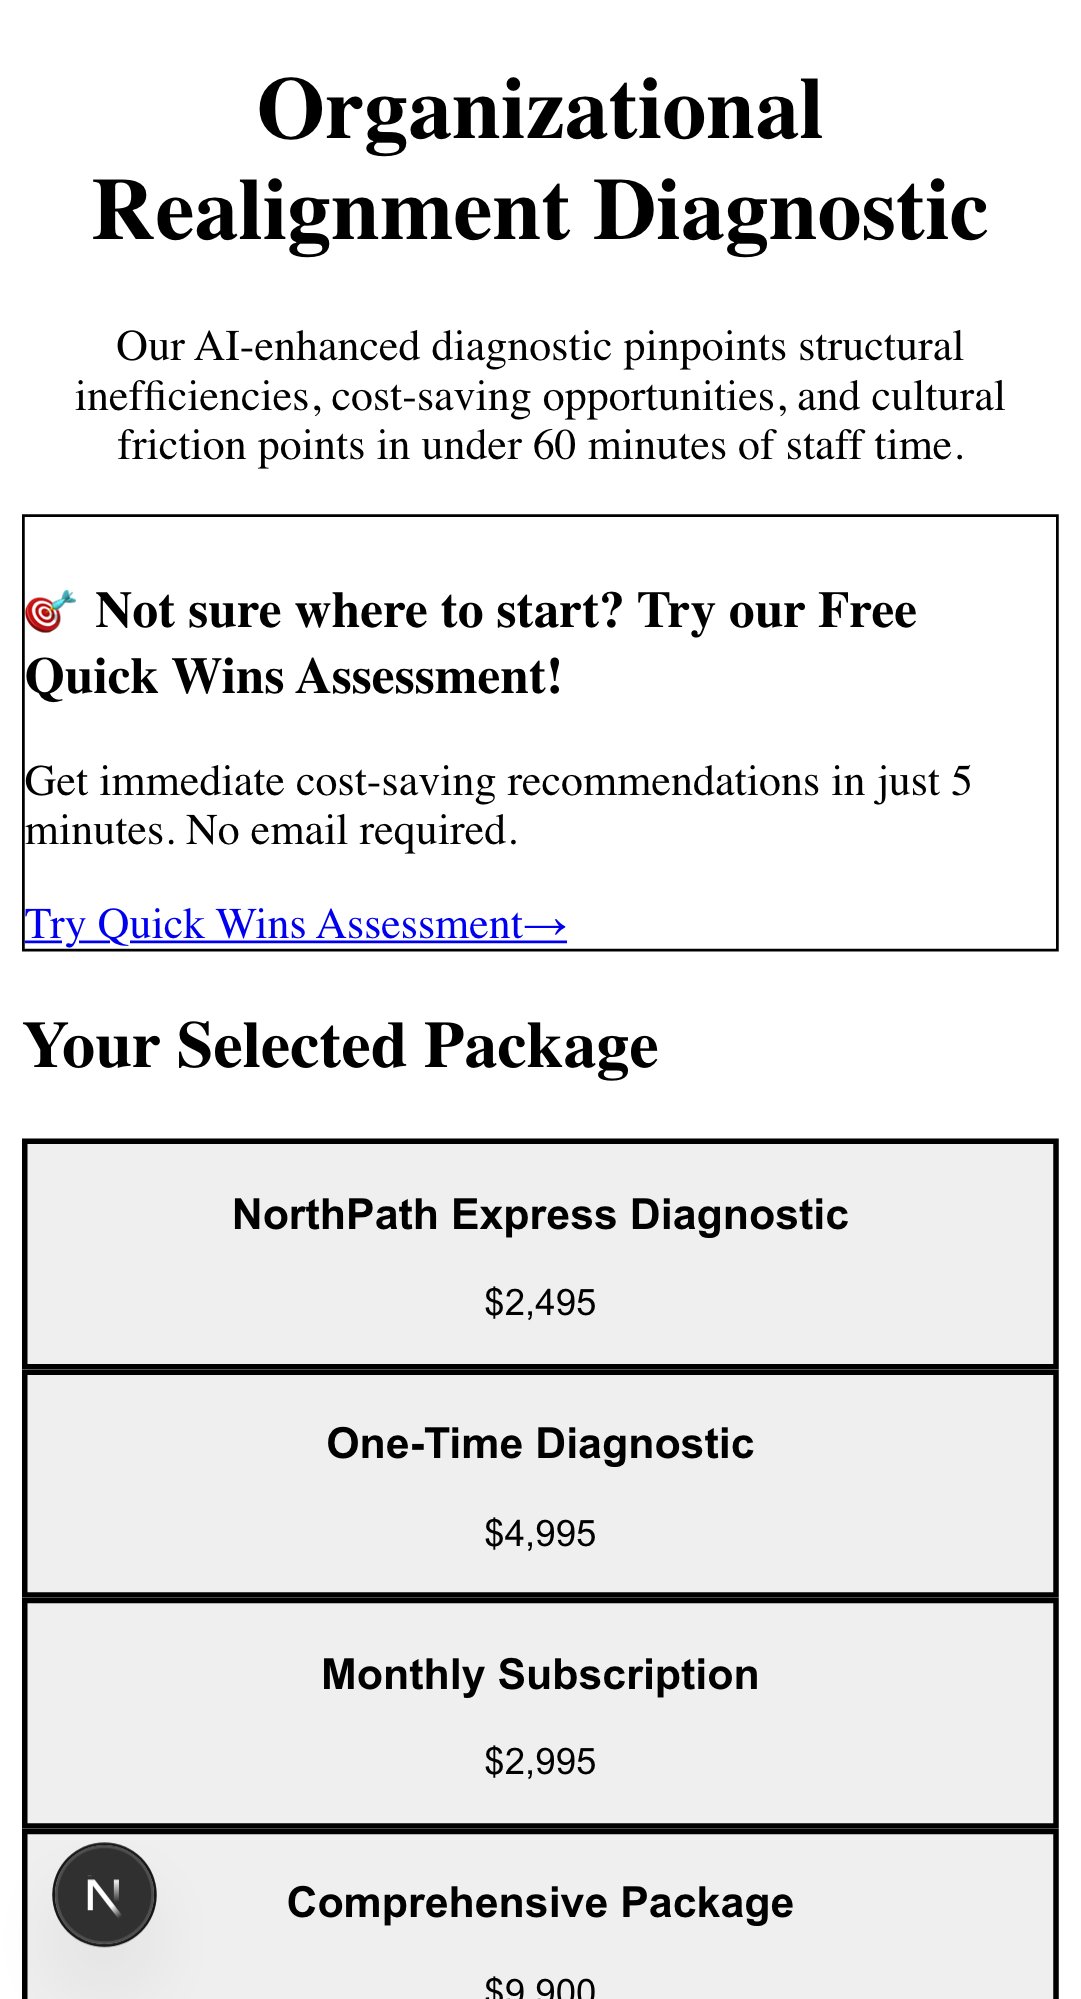 Organizational
Realignment Diagnostic
Our AI-enhanced diagnostic pinpoints structural
inefficiencies, cost-saving opportunities, and cultural
friction points in under 60 minutes of staff time.
🎯 Not sure where to start? Try our Free
Quick Wins Assessment!
Get immediate cost-saving recommendations in just 5
minutes. No email required.
Try Quick Wins Assessment→
Your Selected Package
NorthPath Express Diagnostic
$2,495
One-Time Diagnostic
$4,995
Monthly Subscription
$2,995
N
Comprehensive Package
$9,900